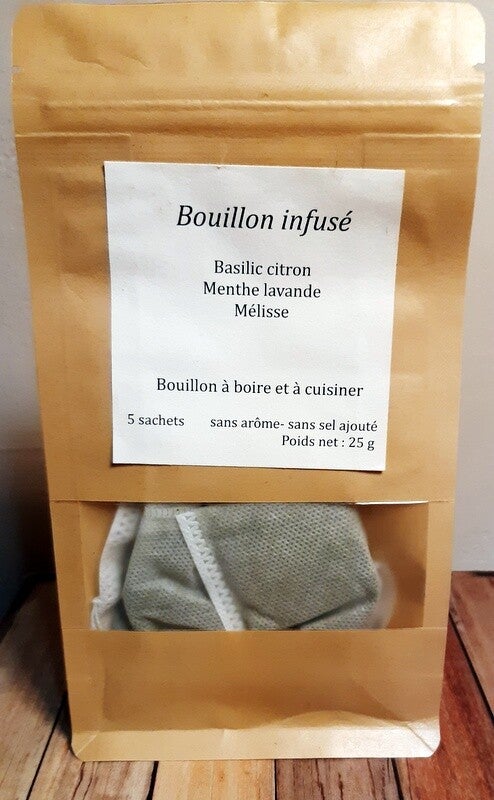 Bouillon infusé
Basilic citron
Menthe lavande
Mélisse
Bouillon à boire et à cuisiner
5 sachets sans arôme- sans sel ajouté
Poids net : 25 g